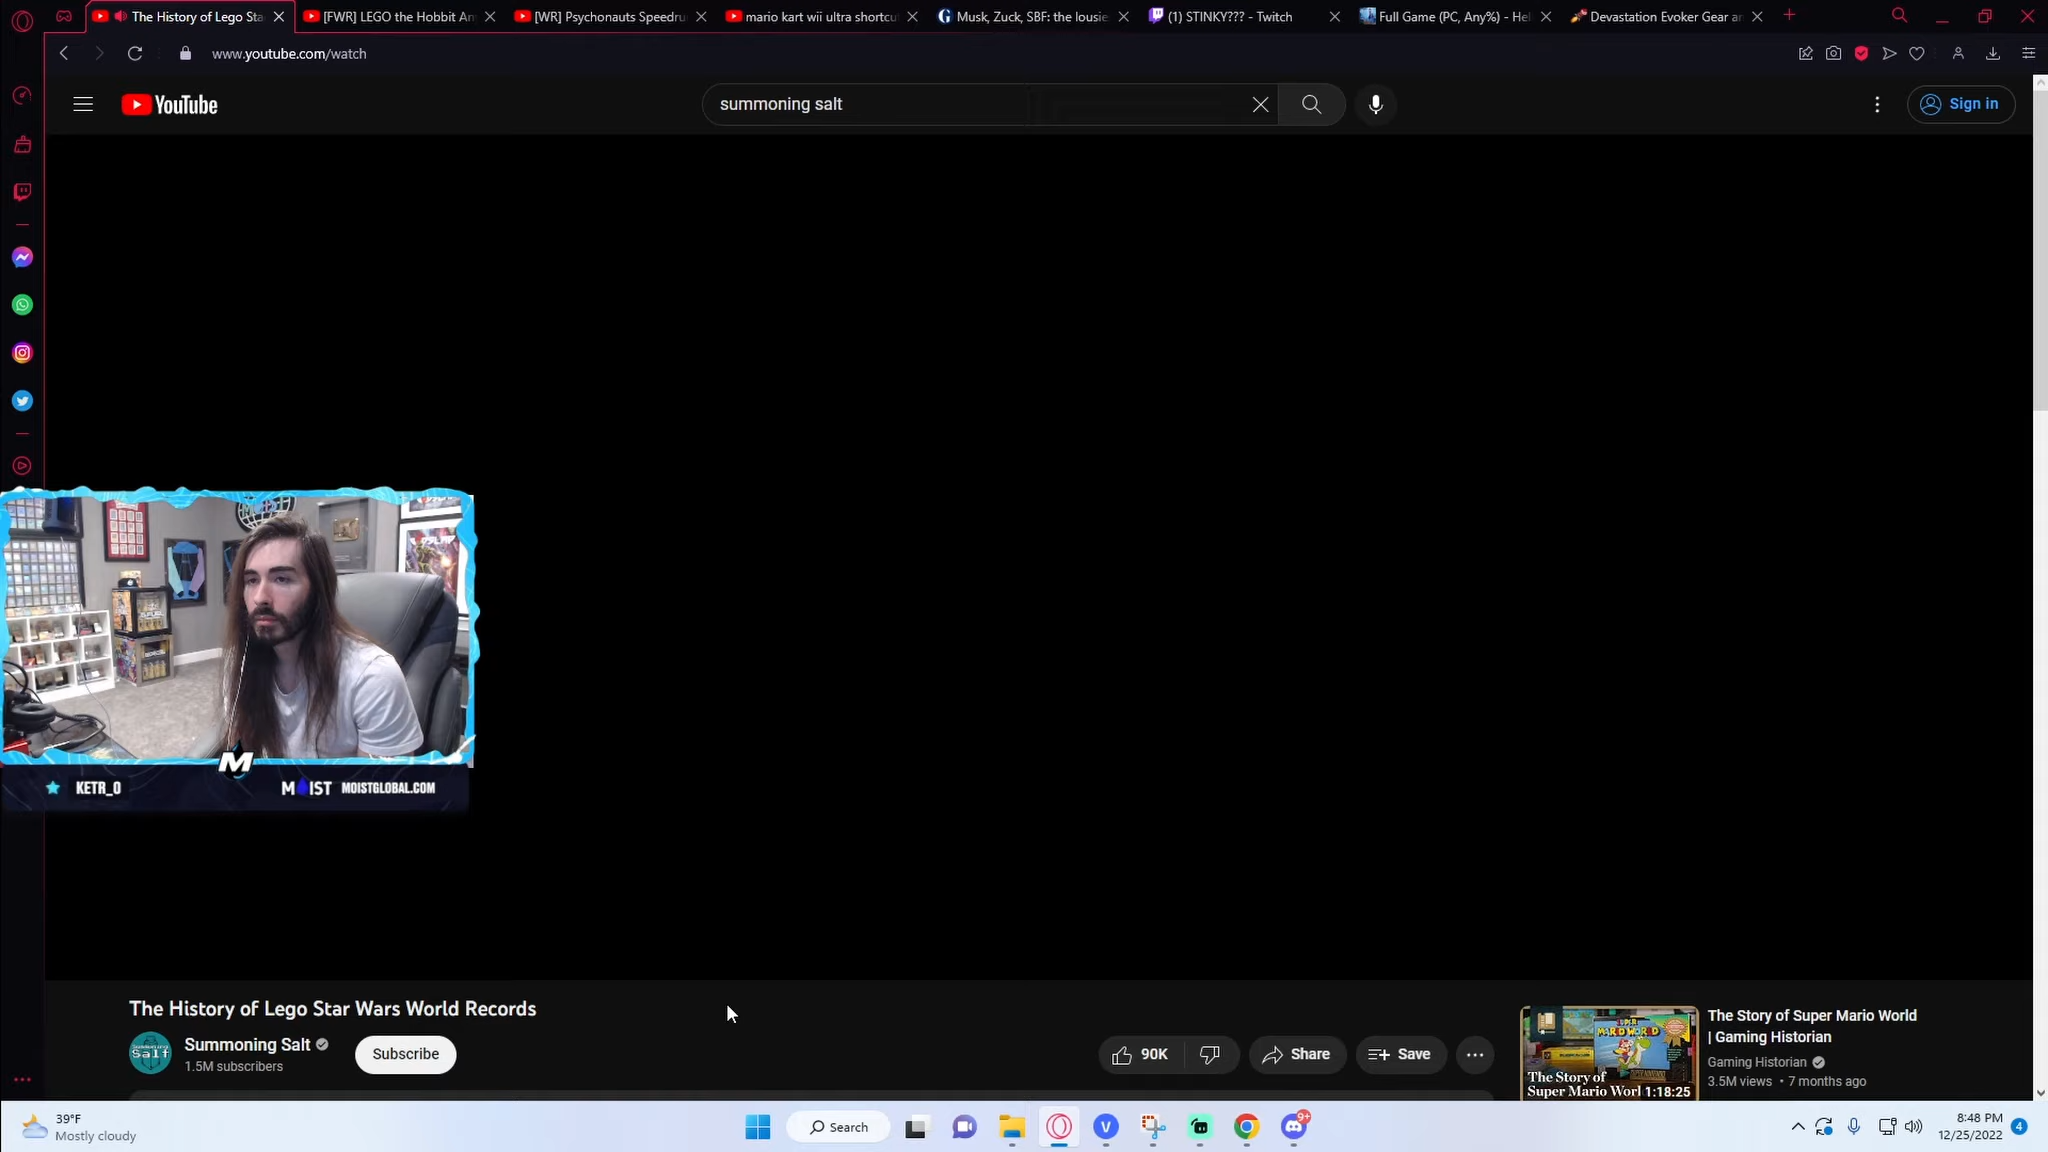 The History of Lego Sta
[FWR] LEGO the Hobbit An
[WR] Psychonauts Speedru
mario kart wii ultra shortcut
Musk, Zuck, SBF: the lousie
(1) STINKY??? - Twitch
Full Game (PC, Any%) - Hel
Devastation Evoker Gear an
www.youtube.com/watch
YouTube
summoning salt
Sign in
KETR_0
M
MOIST
MOISTGLOBAL.COM
The History of Lego Star Wars World Records
Summoning Salt
1.5M subscribers
Subscribe
90K
Share
Save
The Story of
Super Mario Worl
1:18:25
The Story of Super Mario World
| Gaming Historian
Gaming Historian
3.5M views • 7 months ago
39°F
Mostly cloudy
Search
V
9+
8:48 PM
12/25/2022
4